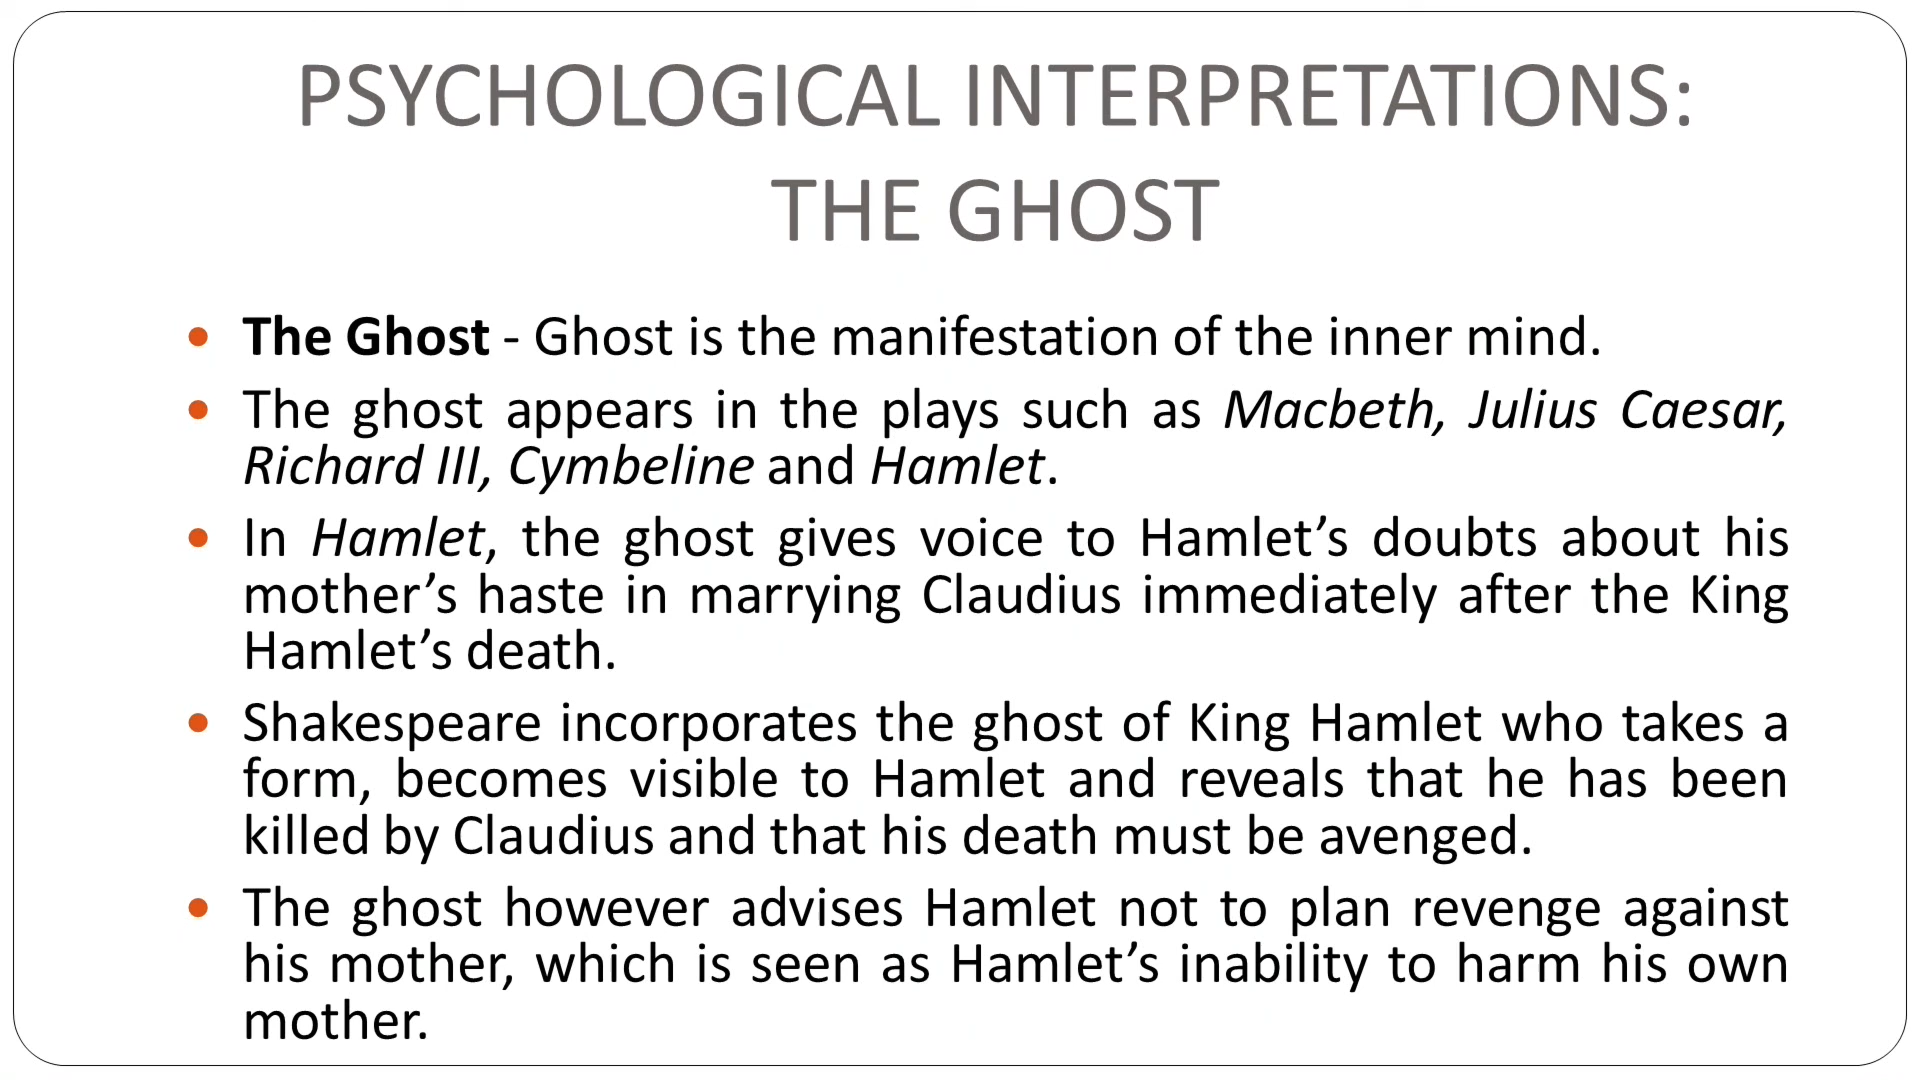 PSYCHOLOGICAL INTERPRETATIONS:
THE GHOST
• The Ghost - Ghost is the manifestation of the inner mind.
• The ghost appears in the plays such as Macbeth, Julius Caesar,
Richard III, Cymbeline and Hamlet.
• In Hamlet, the ghost gives voice to Hamlet’s doubts about his
mother’s haste in marrying Claudius immediately after the King
Hamlet’s death.
• Shakespeare incorporates the ghost of King Hamlet who takes a
form, becomes visible to Hamlet and reveals that he has been
killed by Claudius and that his death must be avenged.
• The ghost however advises Hamlet not to plan revenge against
his mother, which is seen as Hamlet’s inability to harm his own
mother.